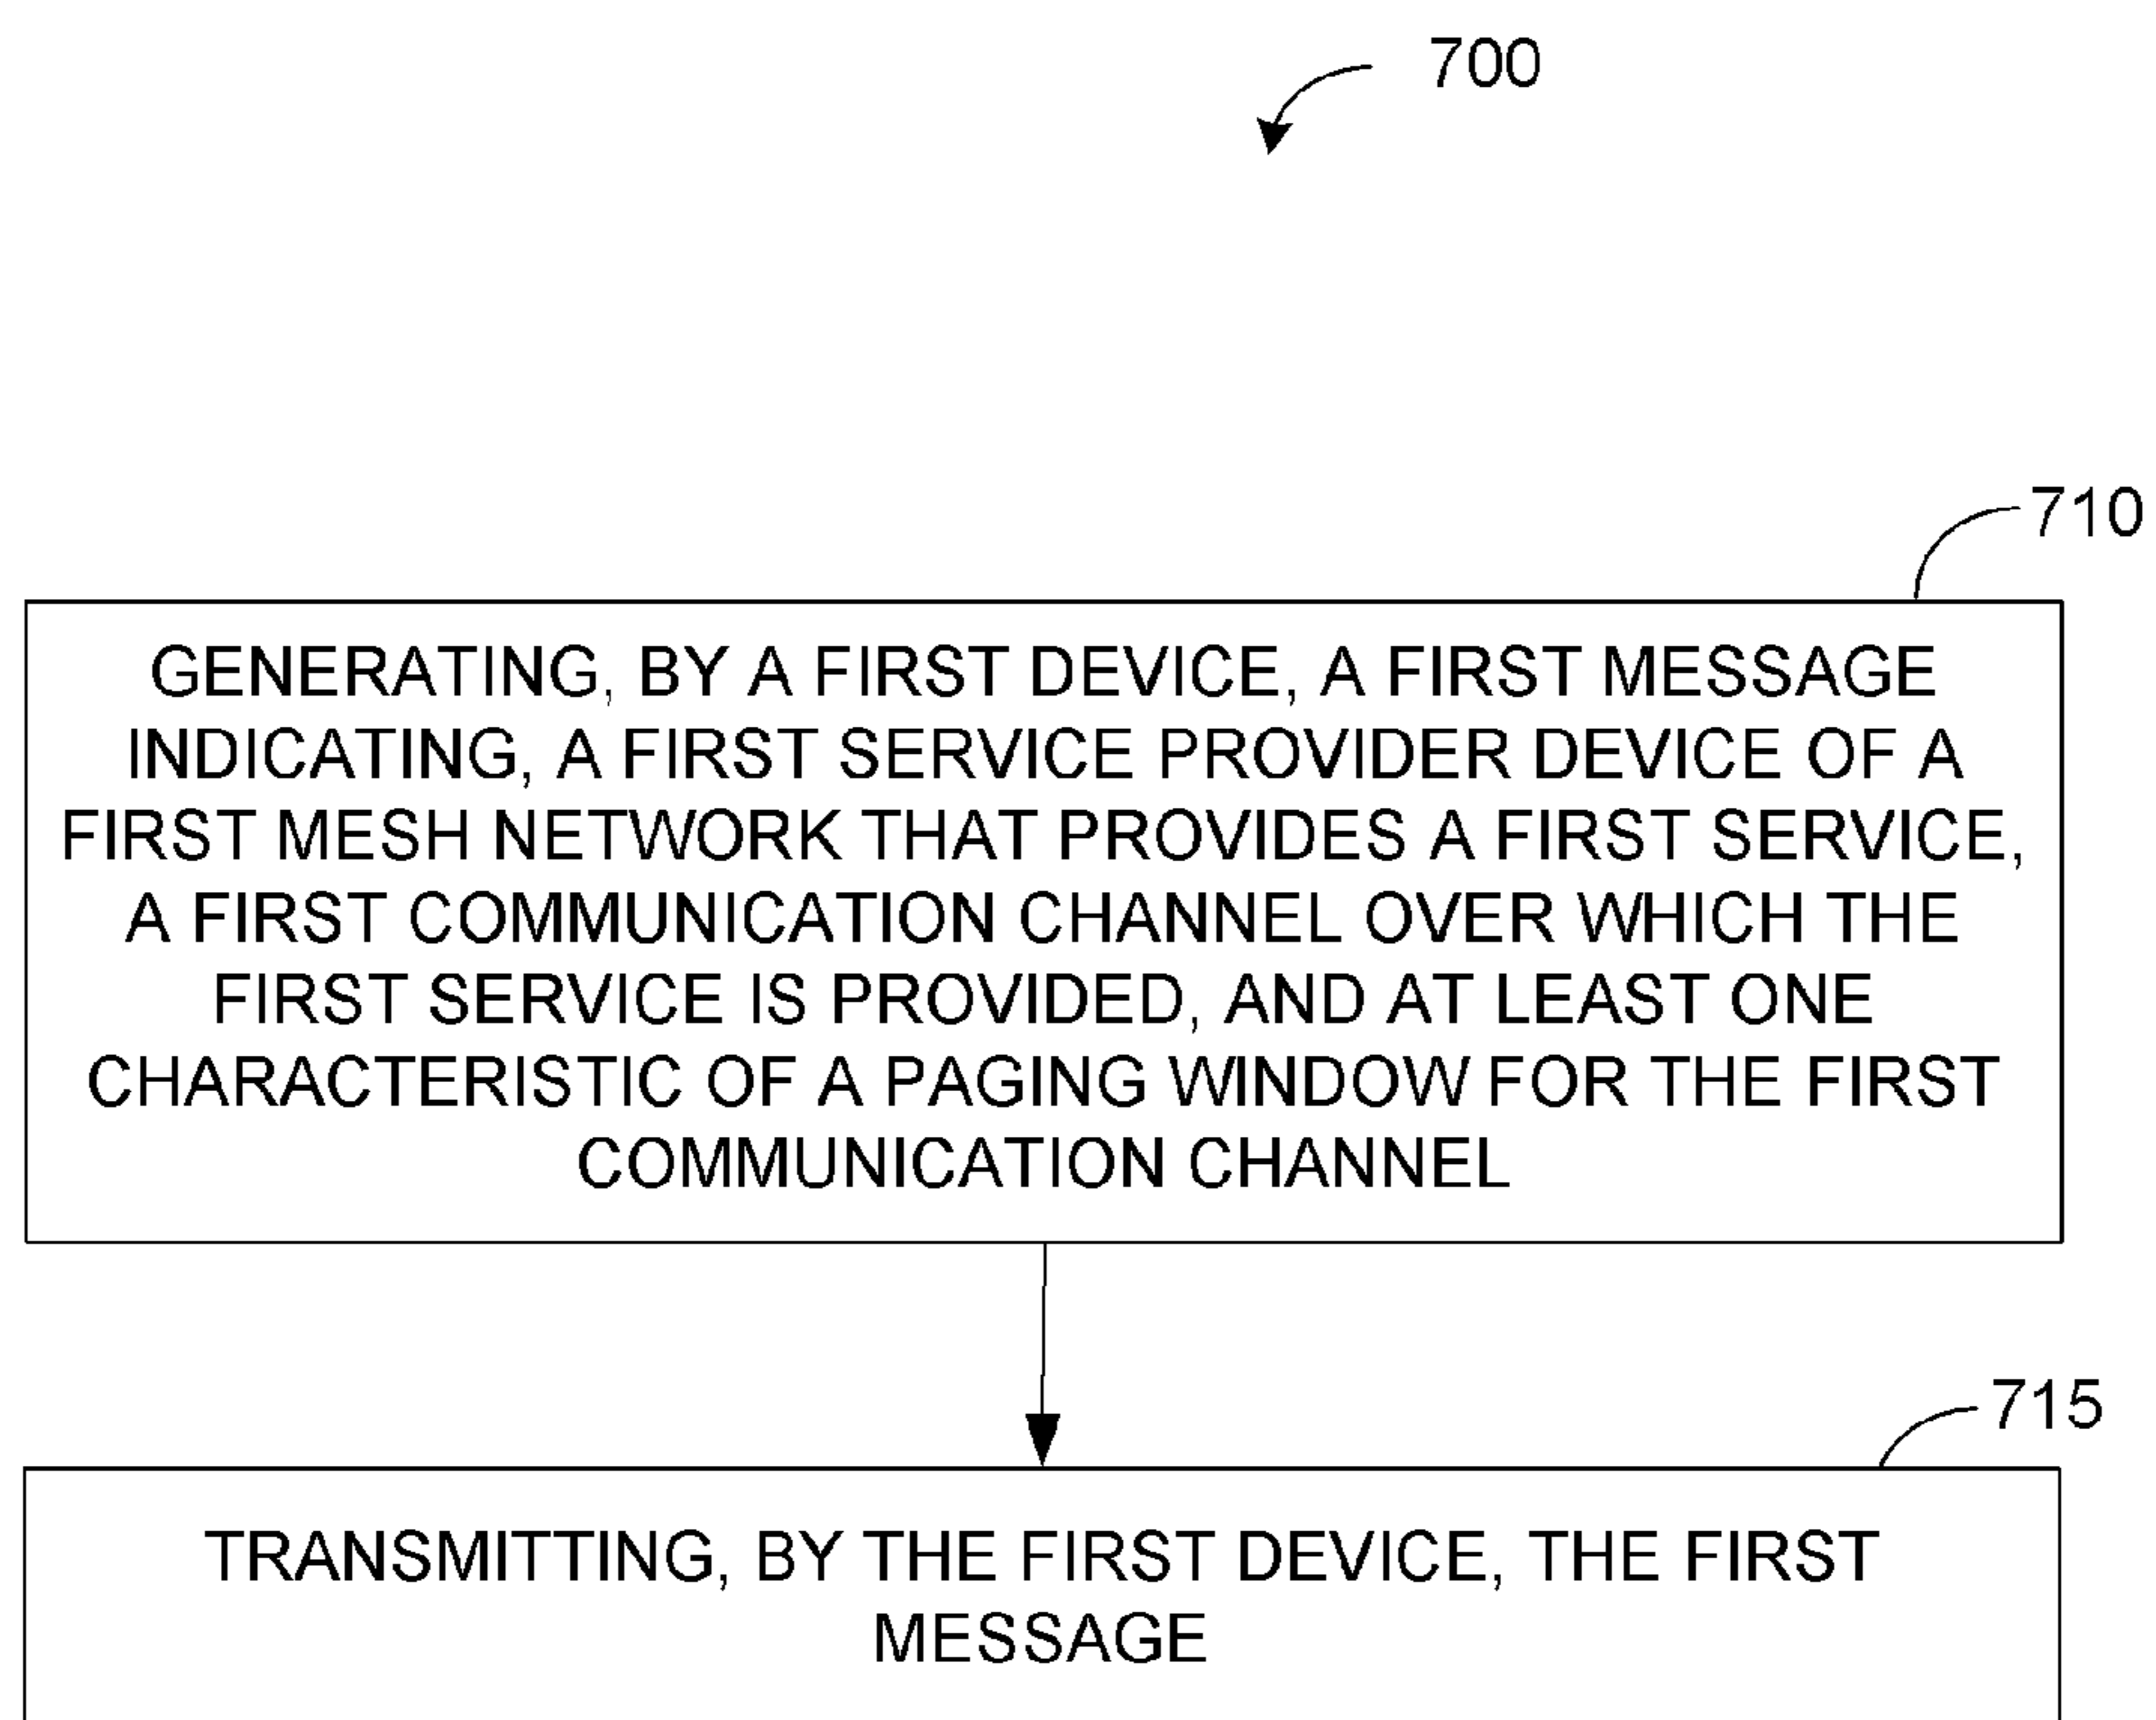 700
710
GENERATING, BY A FIRST DEVICE, A FIRST MESSAGE
INDICATING, A FIRST SERVICE PROVIDER DEVICE OF A
FIRST MESH NETWORK THAT PROVIDES A FIRST SERVICE,
A FIRST COMMUNICATION CHANNEL OVER WHICH THE
FIRST SERVICE IS PROVIDED, AND AT LEAST ONE
CHARACTERISTIC OF A PAGING WINDOW FOR THE FIRST
COMMUNICATION CHANNEL
715
TRANSMITTING, BY THE FIRST DEVICE, THE FIRST
MESSAGE